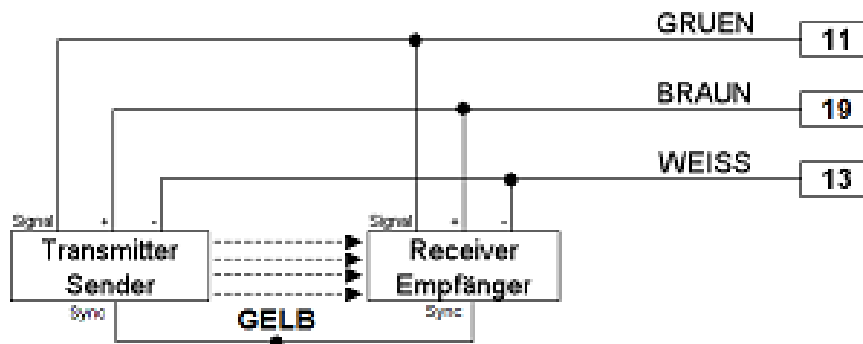 GRUEN 11
BRAUN 19
WEISS 13
Signal + - Signal + -
Transmitter Receiver
Sender Empfänger
Sync GELB Sync